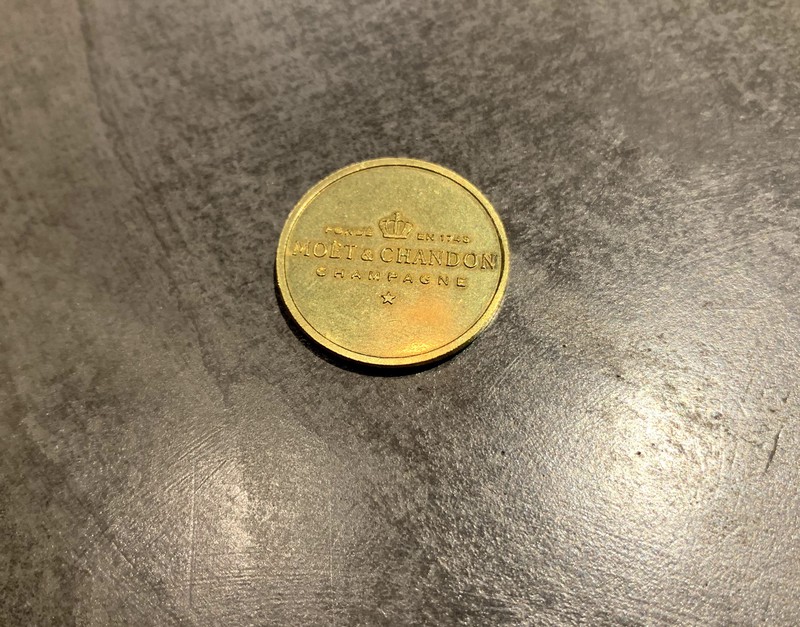 FONDÉ EN 1743
MOËT & CHANDON
CHAMPAGNE